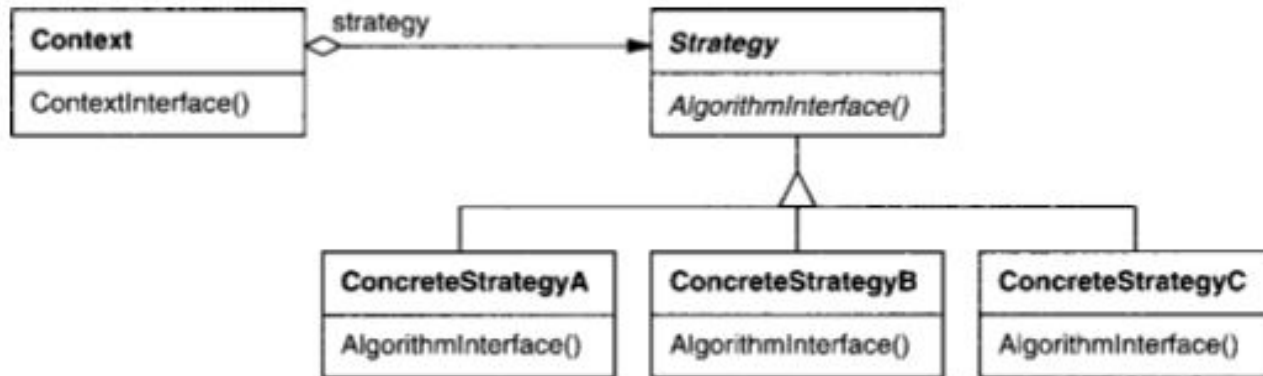 strategy
Context
Strategy
ContextInterface()
AlgorithmInterface()
ConcreteStrategyA
ConcreteStrategyB
ConcreteStrategyC
AlgorithmInterface()
AlgorithmInterface()
AlgorithmInterface()